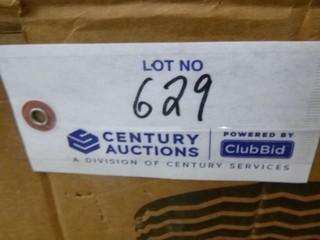 LOT NO
629
CENTURY AUCTIONS
POWERED BY ClubBid
A DIVISION OF CENTURY SERVICES